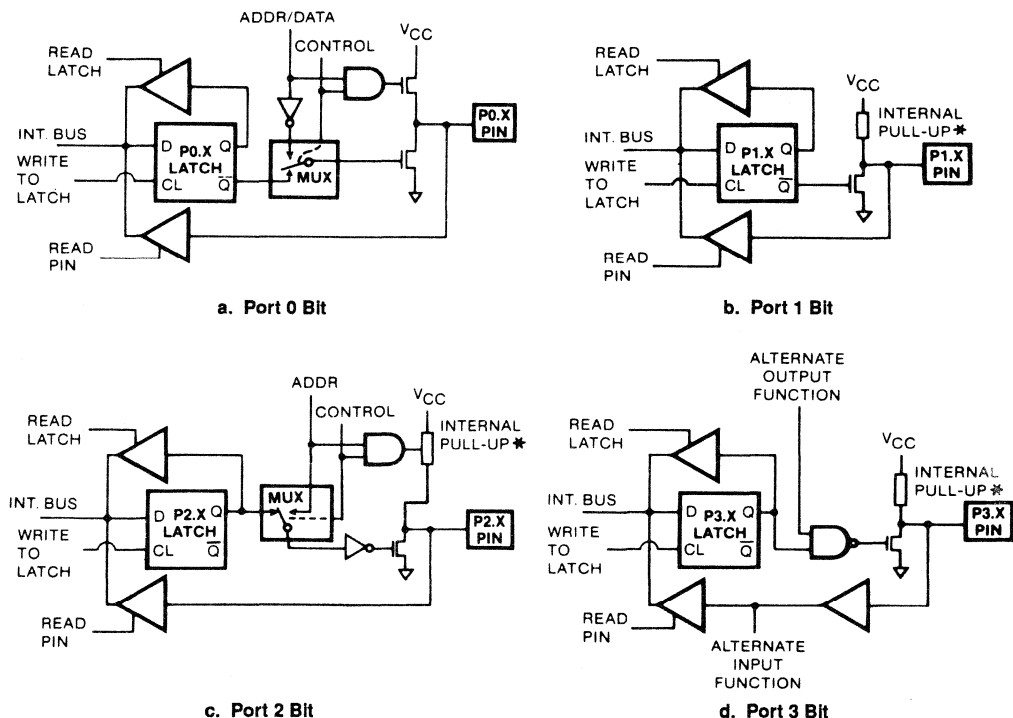 ADDR/DATA
CONTROL
VCC
READ
LATCH
P0.X
PIN
INT. BUS
D P0.X Q
LATCH
MUX
WRITE
TO
LATCH
CL Q̅
READ
PIN
a. Port 0 Bit
READ
LATCH
VCC
INTERNAL
PULL-UP*
INT. BUS
D P1.X Q
LATCH
P1.X
PIN
WRITE
TO
LATCH
CL Q̅
READ
PIN
b. Port 1 Bit
ADDR
CONTROL
VCC
INTERNAL
PULL-UP*
READ
LATCH
MUX
INT. BUS
D P2.X Q
LATCH
P2.X
PIN
WRITE
TO
LATCH
CL Q̅
READ
PIN
c. Port 2 Bit
ALTERNATE
OUTPUT
FUNCTION
READ
LATCH
VCC
INTERNAL
PULL-UP*
INT. BUS
D P3.X Q
LATCH
P3.X
PIN
WRITE
TO
LATCH
CL Q̅
READ
PIN
ALTERNATE
INPUT
FUNCTION
d. Port 3 Bit